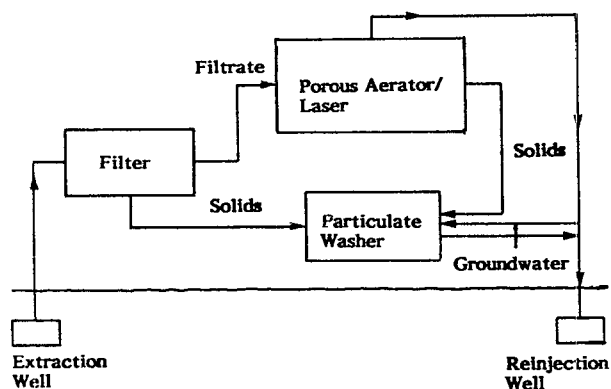 Filtrate
Porous Aerator/
Laser
Filter
Solids
Solids
Particulate
Washer
Groundwater
Extraction
Well
Reinjection
Well